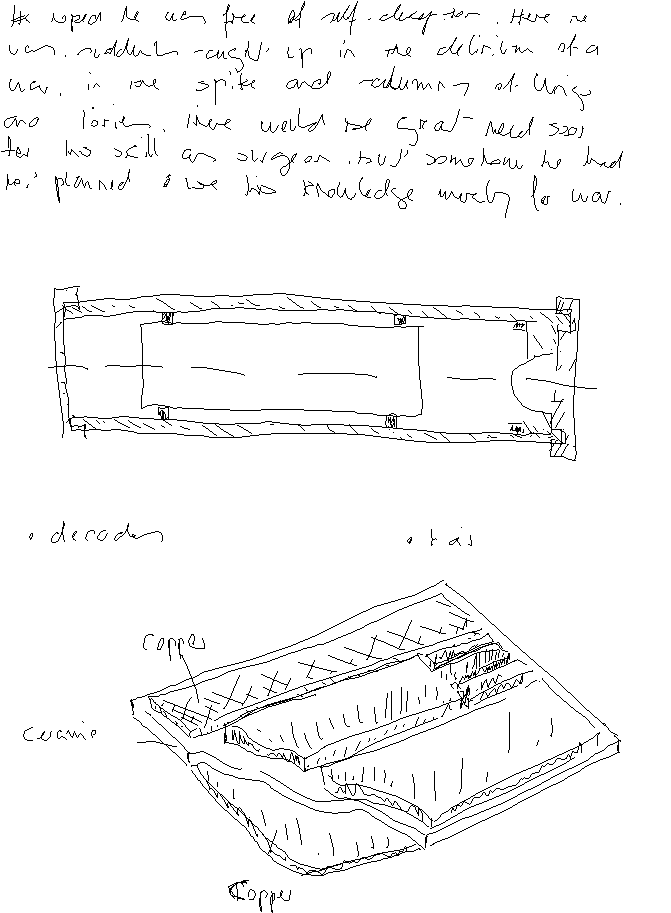 He hoped he was free of self-deception. Here he
was, suddenly caught up in the delirium of a
war, in the spite and calumny of Whigs
and Tories. There would be great need soon
for his skill as surgeon, but somehow he had
not planned to use his knowledge merely for war.
• decoder • bias
Copper
Ceramic
Copper